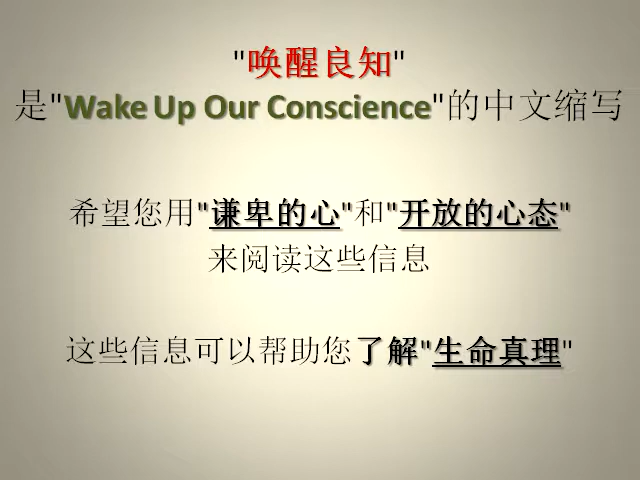 "唤醒良知"
是"Wake Up Our Conscience"的中文缩写
希望您用"谦卑的心"和"开放的心态"
来阅读这些信息
这些信息可以帮助您了解"生命真理"